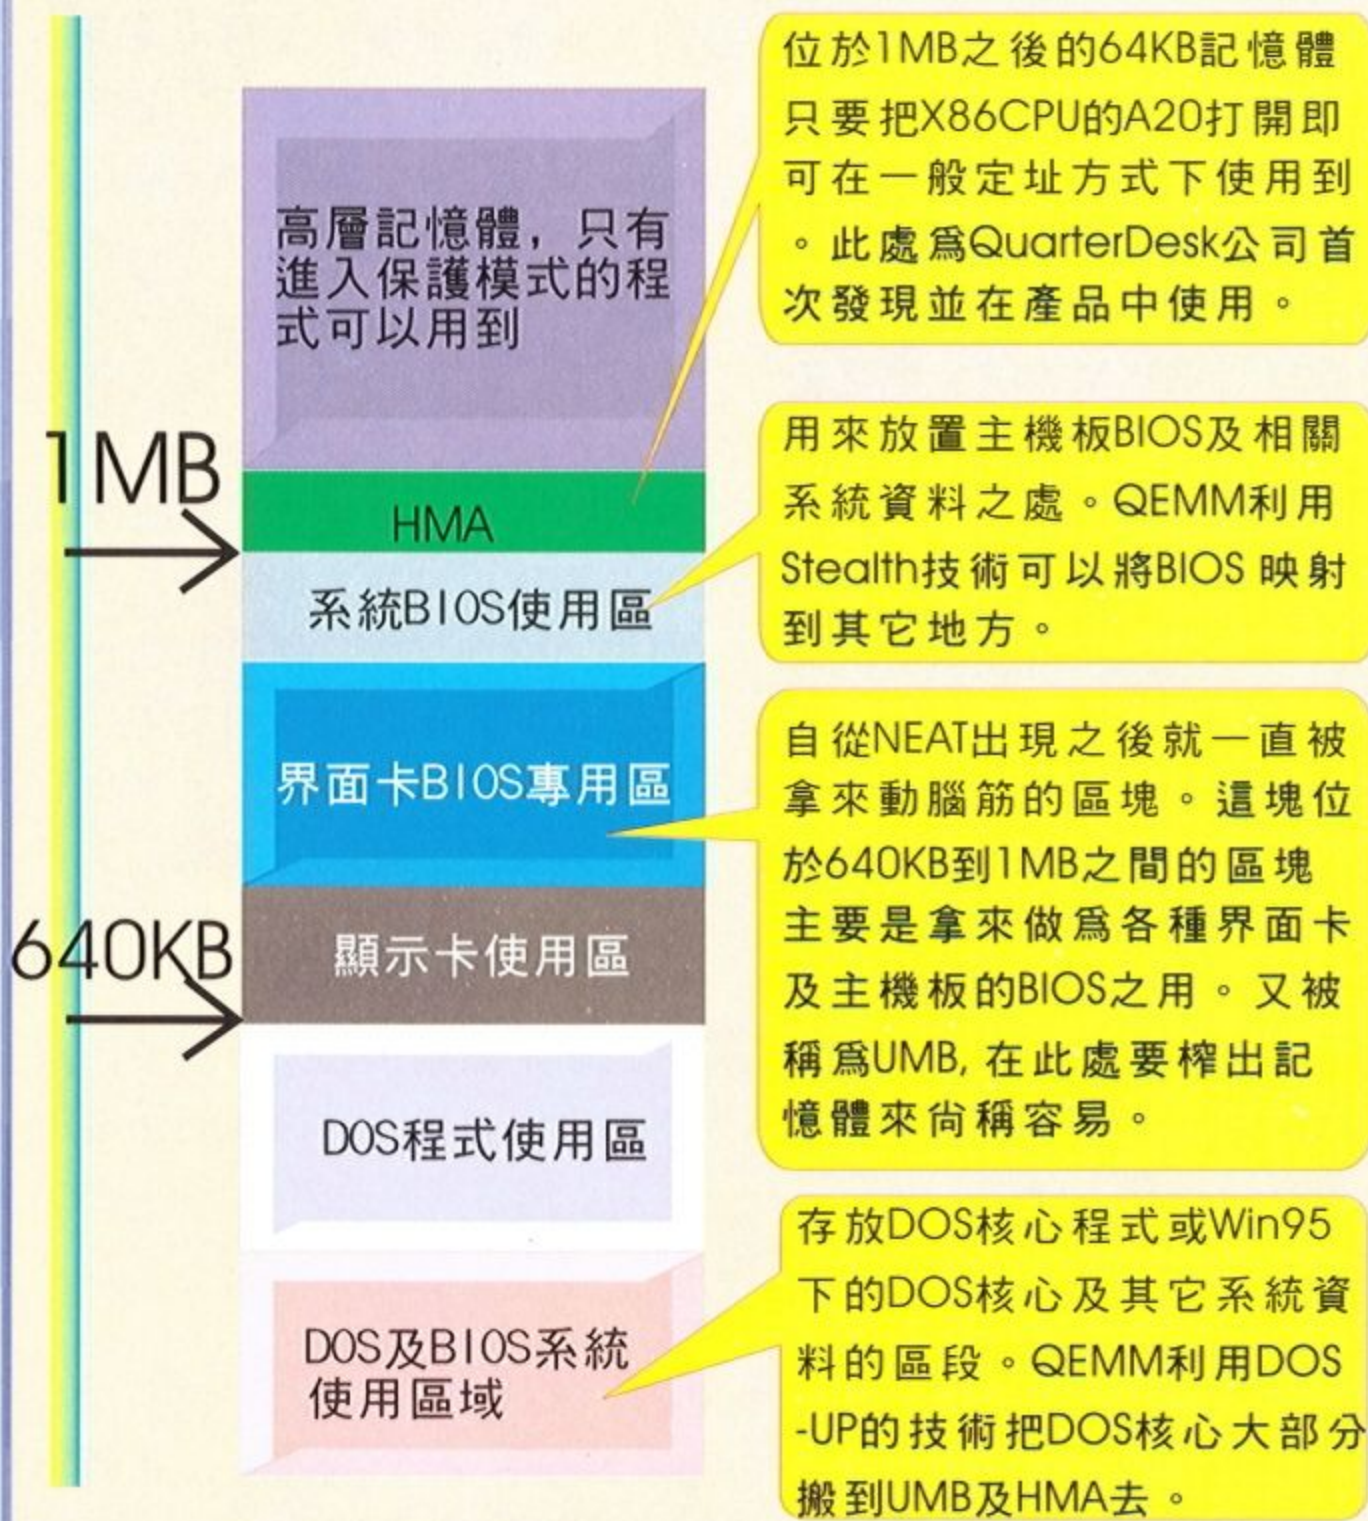 位於1MB之後的64KB記憶體
只要把X86CPU的A20打開即
可在一般定址方式下使用到
。此處爲QuarterDesk公司首
次發現並在產品中使用。
高層記憶體，只有
進入保護模式的程
式可以用到
1MB
HMA
用來放置主機板BIOS及相關
系統資料之處。QEMM利用
Stealth技術可以將BIOS 映射
到其它地方。
系統BIOS使用區
界面卡BIOS專用區
自從NEAT出現之後就一直被
拿來動腦筋的區塊。這塊位
於640KB到1MB之間的區塊
主要是拿來做爲各種界面卡
及主機板的BIOS之用。又被
稱爲UMB, 在此處要榨出記
憶體來尚稱容易。
640KB
顯示卡使用區
DOS程式使用區
DOS及BIOS系統
使用區域
存放DOS核心程式或Win95
下的DOS核心及其它系統資
料的區段。QEMM利用DOS
-UP的技術把DOS核心大部分
搬到UMB及HMA去。